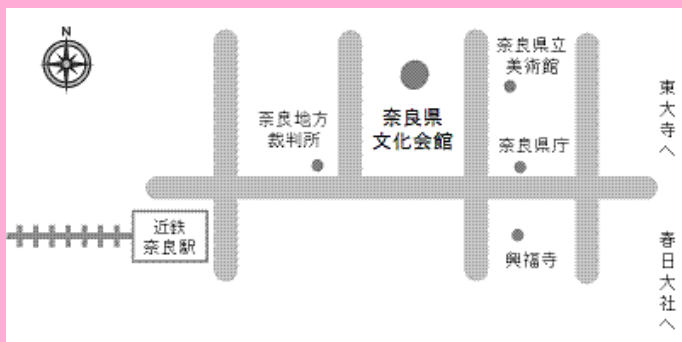 N
奈良県立
美術館
奈良地方
裁判所
奈良県
文化会館
奈良県庁
東大寺へ
近鉄
奈良駅
興福寺
春日大社へ